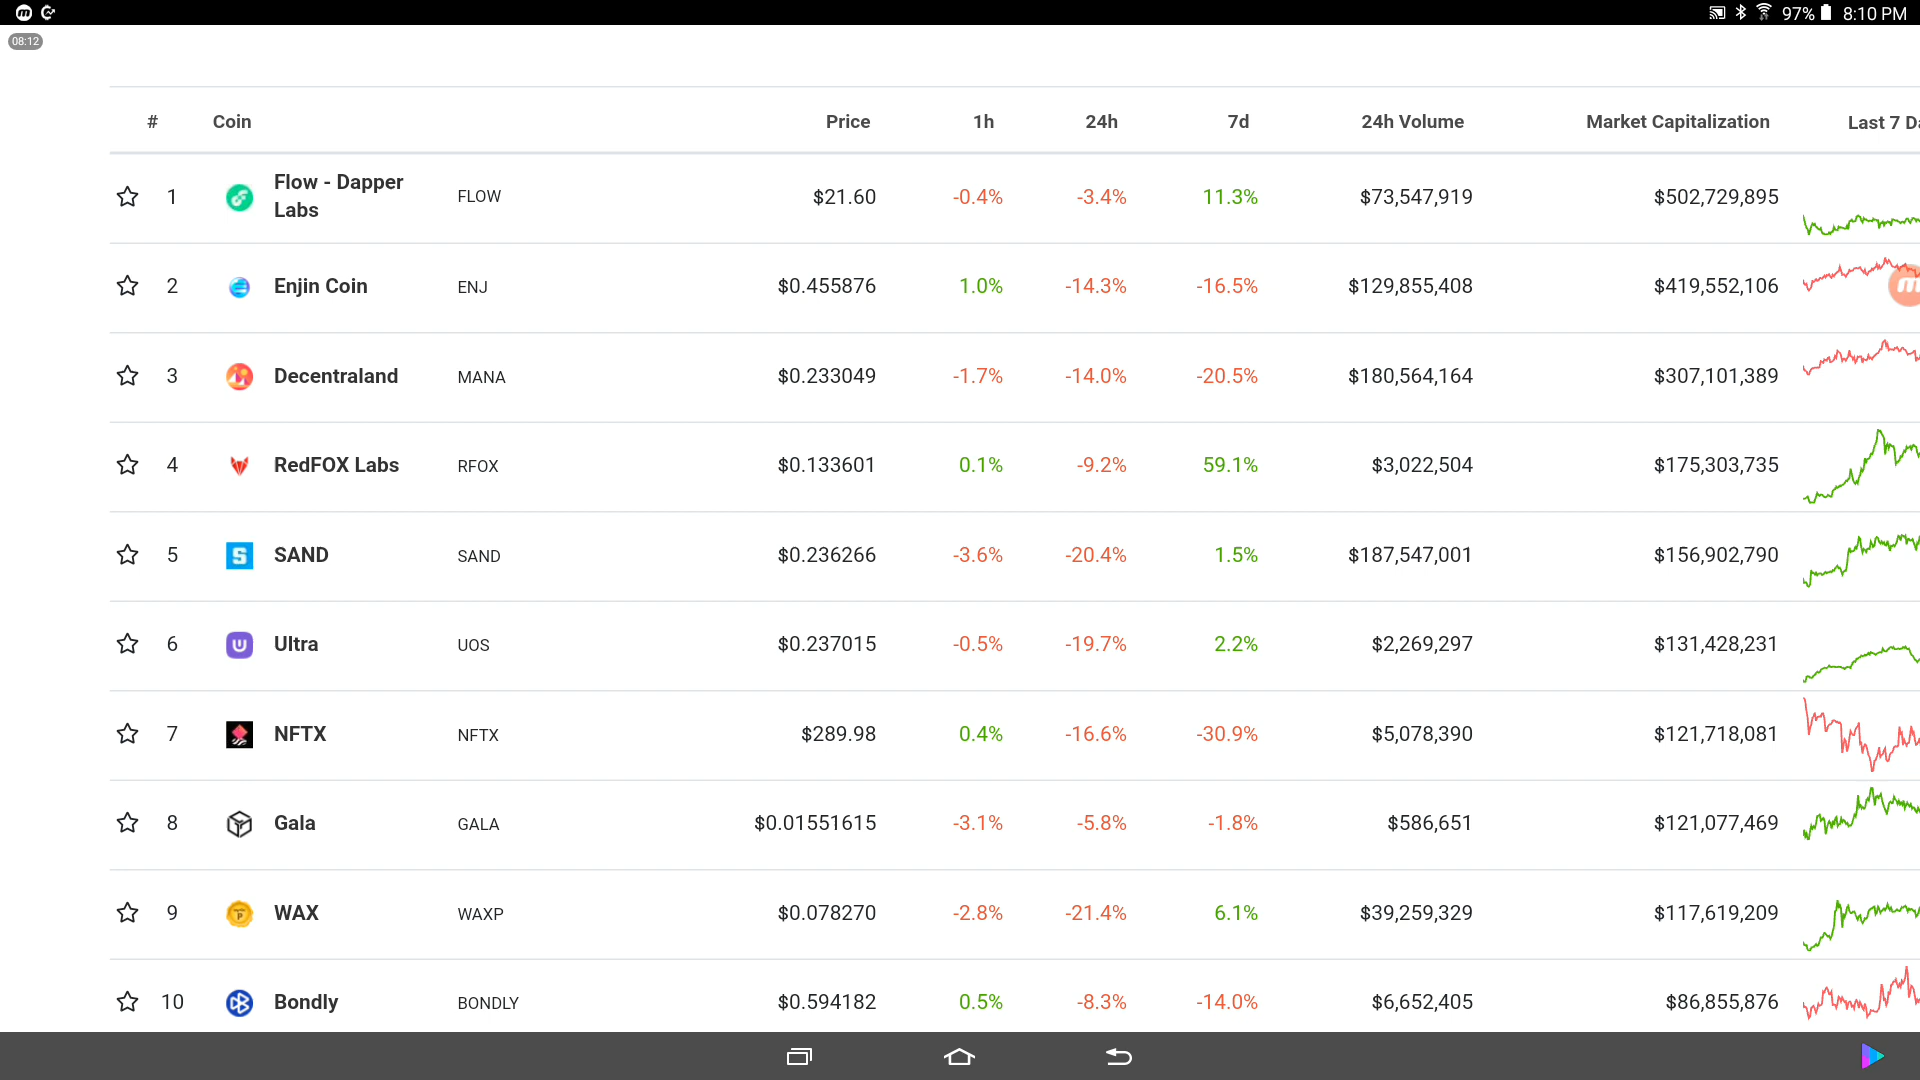 97% 8:10 PM
08:12
# Coin Price 1h 24h 7d 24h Volume Market Capitalization Last 7 Da
1 Flow - Dapper Labs FLOW $21.60 -0.4% -3.4% 11.3% $73,547,919 $502,729,895
2 Enjin Coin ENJ $0.455876 1.0% -14.3% -16.5% $129,855,408 $419,552,106
3 Decentraland MANA $0.233049 -1.7% -14.0% -20.5% $180,564,164 $307,101,389
4 RedFOX Labs RFOX $0.133601 0.1% -9.2% 59.1% $3,022,504 $175,303,735
5 SAND SAND $0.236266 -3.6% -20.4% 1.5% $187,547,001 $156,902,790
6 Ultra UOS $0.237015 -0.5% -19.7% 2.2% $2,269,297 $131,428,231
7 NFTX NFTX $289.98 0.4% -16.6% -30.9% $5,078,390 $121,718,081
8 Gala GALA $0.01551615 -3.1% -5.8% -1.8% $586,651 $121,077,469
9 WAX WAXP $0.078270 -2.8% -21.4% 6.1% $39,259,329 $117,619,209
10 Bondly BONDLY $0.594182 0.5% -8.3% -14.0% $6,652,405 $86,855,876